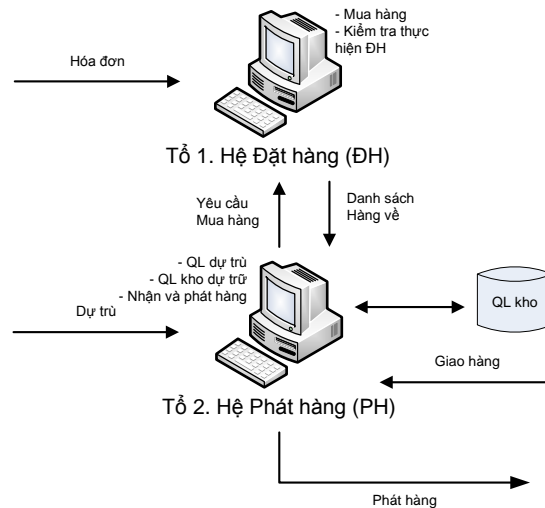 - Mua hàng
- Kiểm tra thực
hiện ĐH
Hóa đơn
Tổ 1. Hệ Đặt hàng (ĐH)
Yêu cầu
Mua hàng
Danh sách
Hàng về
- QL dự trù
- QL kho dự trữ
- Nhận và phát hàng
Dự trù
QL kho
Giao hàng
Tổ 2. Hệ Phát hàng (PH)
Phát hàng